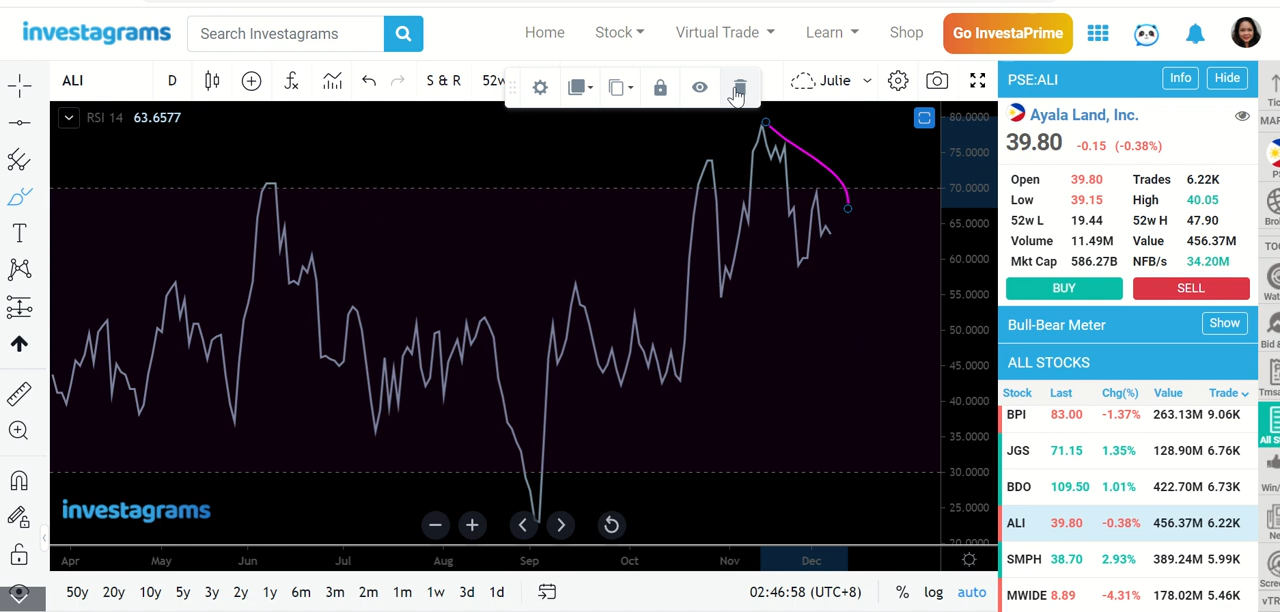 investagrams
Search Investagrams
Home
Stock
Virtual Trade
Learn
Shop
Go InvestaPrime
ALI
D
S & R
52w
Julie
RSI 14 63.6577
80.0000
75.0000
70.0000
65.0000
60.0000
55.0000
50.0000
45.0000
40.0000
35.0000
30.0000
25.0000
20.0000
investagrams
Apr May Jun Jul Aug Sep Oct Nov Dec
50y 20y 10y 5y 3y 2y 1y 6m 3m 2m 1m 1w 3d 1d
02:46:58 (UTC+8)
% log auto
PSE:ALI Info Hide
Ayala Land, Inc.
39.80 -0.15 (-0.38%)
Open 39.80 Trades 6.22K
Low 39.15 High 40.05
52w L 19.44 52w H 47.90
Volume 11.49M Value 456.37M
Mkt Cap 586.27B NFB/s 34.20M
BUY SELL
Bull-Bear Meter Show
ALL STOCKS
Stock Last Chg(%) Value Trade
BPI 83.00 -1.37% 263.13M 9.06K
JGS 71.15 1.35% 128.90M 6.76K
BDO 109.50 1.01% 422.70M 6.73K
ALI 39.80 -0.38% 456.37M 6.22K
SMPH 38.70 2.93% 389.24M 5.99K
MWIDE 8.89 -4.31% 178.02M 5.46K